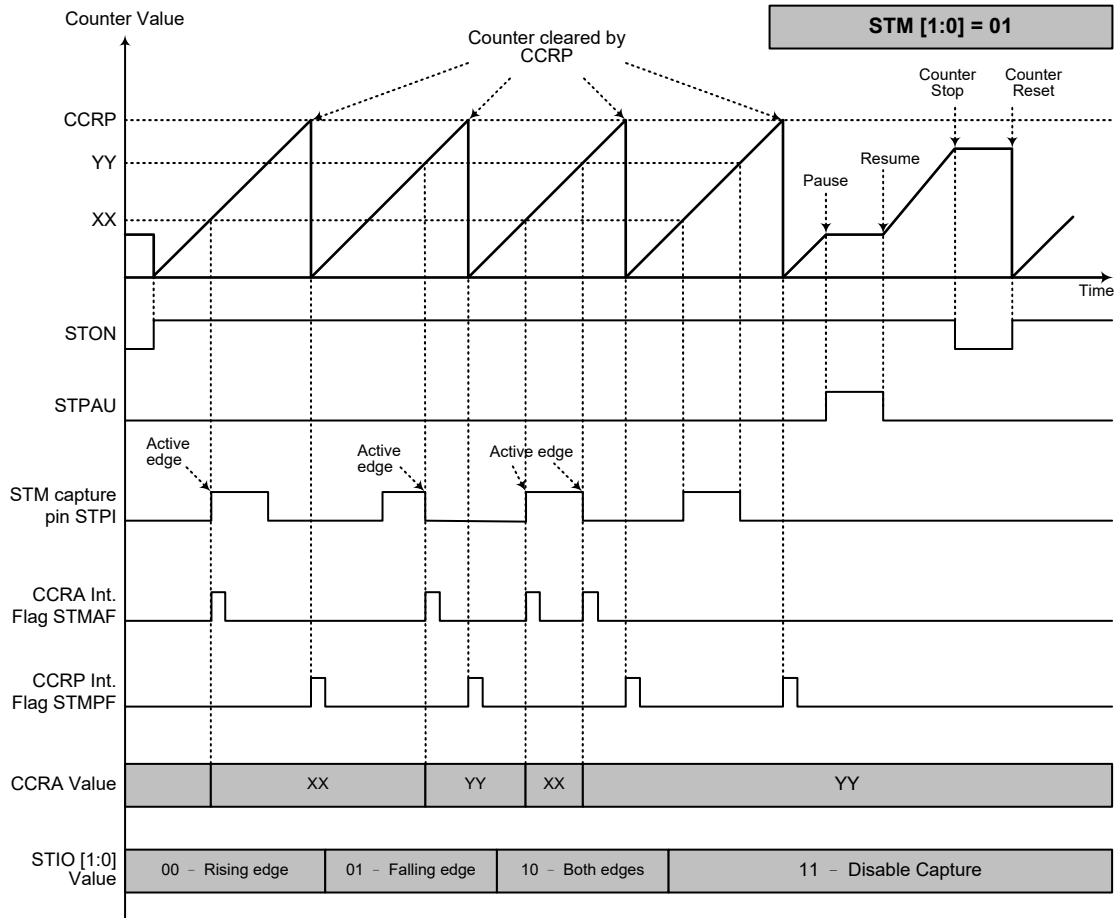 Counter Value
STM [1:0] = 01
Counter cleared by
CCRP
Counter
Stop
Counter
Reset
CCRP
YY
Resume
Pause
XX
Time
STON
STPAU
Active
edge
Active
edge
Active edge
STM capture
pin STPI
CCRA Int.
Flag STMAF
CCRP Int.
Flag STMPF
CCRA Value
XX
YY
XX
YY
STIO [1:0]
Value
00 – Rising edge
01 – Falling edge
10 – Both edges
11 – Disable Capture